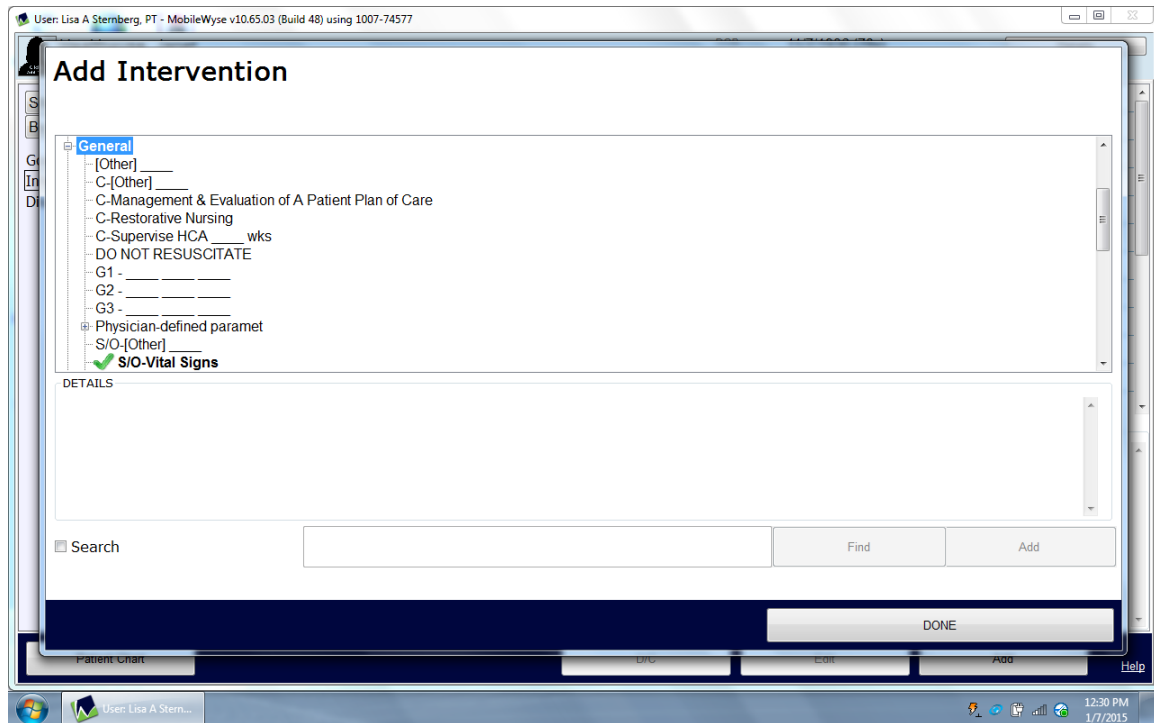 User: Lisa A Sternberg, PT - MobileWyse v10.65.03 (Build 48) using 1007-74577
Add Intervention
General
[Other] ____
C-[Other] ____
C-Management & Evaluation of A Patient Plan of Care
C-Restorative Nursing
C-Supervise HCA ____ wks
DO NOT RESUSCITATE
G1 - ____ ____ ____
G2 - ____ ____ ____
G3 - ____ ____ ____
Physician-defined paramet
S/O-[Other] ____
S/O-Vital Signs
DETAILS
Search
Find
Add
DONE
Patient Chart
D/C
Edit
Add
Help
User: Lisa A Stern...
12:30 PM
1/7/2015